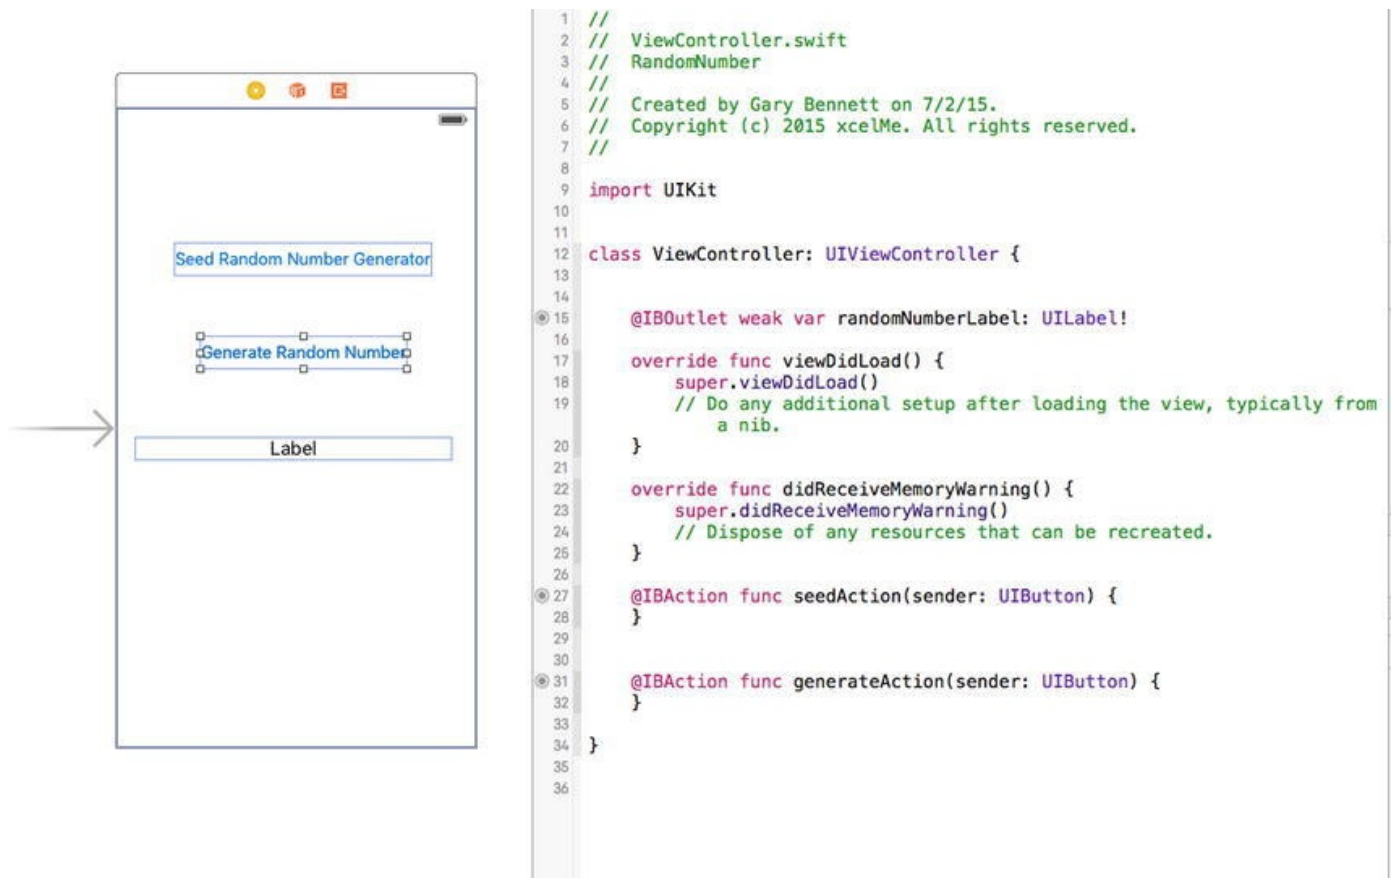 Seed Random Number Generator
Generate Random Number
Label
1 //
2 //  ViewController.swift
3 //  RandomNumber
4 //
5 //  Created by Gary Bennett on 7/2/15.
6 //  Copyright (c) 2015 xcelMe. All rights reserved.
7 //
8
9 import UIKit
10
11
12 class ViewController: UIViewController {
13
14
15     @IBOutlet weak var randomNumberLabel: UILabel!
16
17     override func viewDidLoad() {
18         super.viewDidLoad()
19         // Do any additional setup after loading the view, typically from
            a nib.
20     }
21
22     override func didReceiveMemoryWarning() {
23         super.didReceiveMemoryWarning()
24         // Dispose of any resources that can be recreated.
25     }
26
27     @IBAction func seedAction(sender: UIButton) {
28     }
29
30
31     @IBAction func generateAction(sender: UIButton) {
32     }
33
34 }
35
36